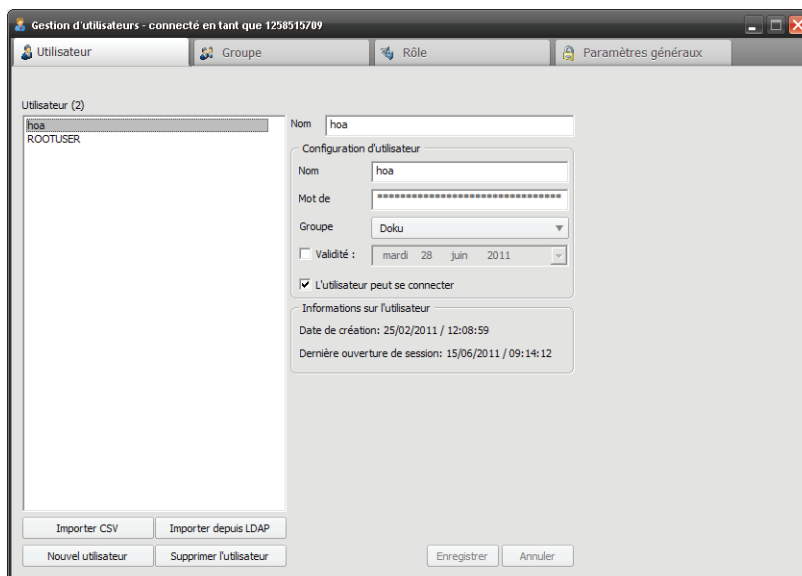 Gestion d'utilisateurs - connecté en tant que 1258515709
Utilisateur
Groupe
Rôle
Paramètres généraux
Utilisateur (2)
hoa
ROOTUSER
Nom hoa
Configuration d'utilisateur
Nom hoa
Mot de ********************************
Groupe Doku
Validité : mardi 28 juin 2011
L'utilisateur peut se connecter
Informations sur l'utilisateur
Date de création: 25/02/2011 / 12:08:59
Dernière ouverture de session: 15/06/2011 / 09:14:12
Importer CSV
Importer depuis LDAP
Nouvel utilisateur
Supprimer l'utilisateur
Enregistrer
Annuler